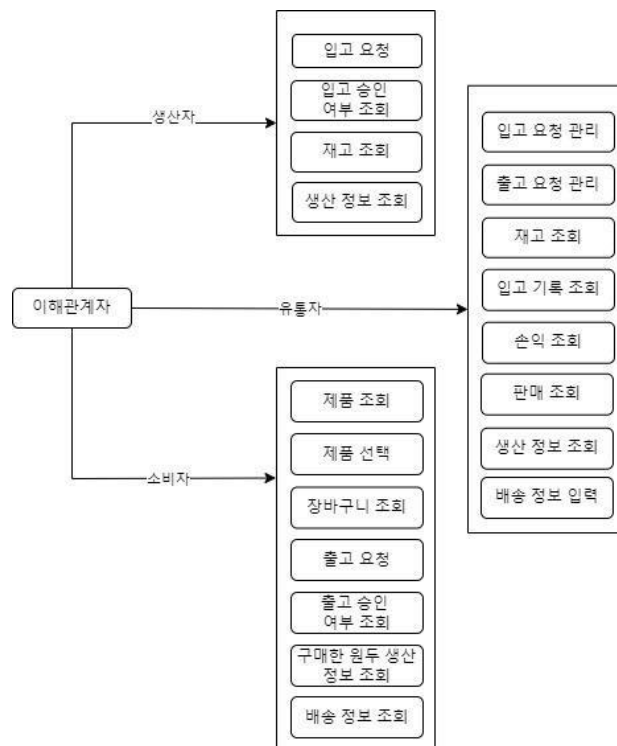 이해관계자
생산자
입고 요청
입고 승인
여부 조회
재고 조회
생산 정보 조회
유통자
입고 요청 관리
출고 요청 관리
재고 조회
입고 기록 조회
손익 조회
판매 조회
생산 정보 조회
배송 정보 입력
소비자
제품 조회
제품 선택
장바구니 조회
출고 요청
출고 승인
여부 조회
구매한 원두 생산
정보 조회
배송 정보 조회